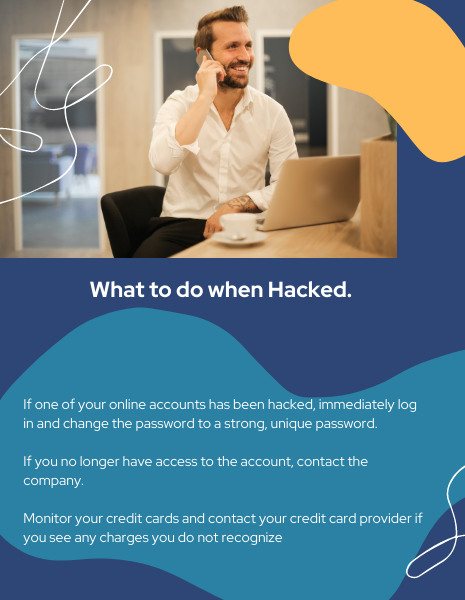 What to do when Hacked.
If one of your online accounts has been hacked, immediately log
in and change the password to a strong, unique password.
If you no longer have access to the account, contact the
company.
Monitor your credit cards and contact your credit card provider if
you see any charges you do not recognize